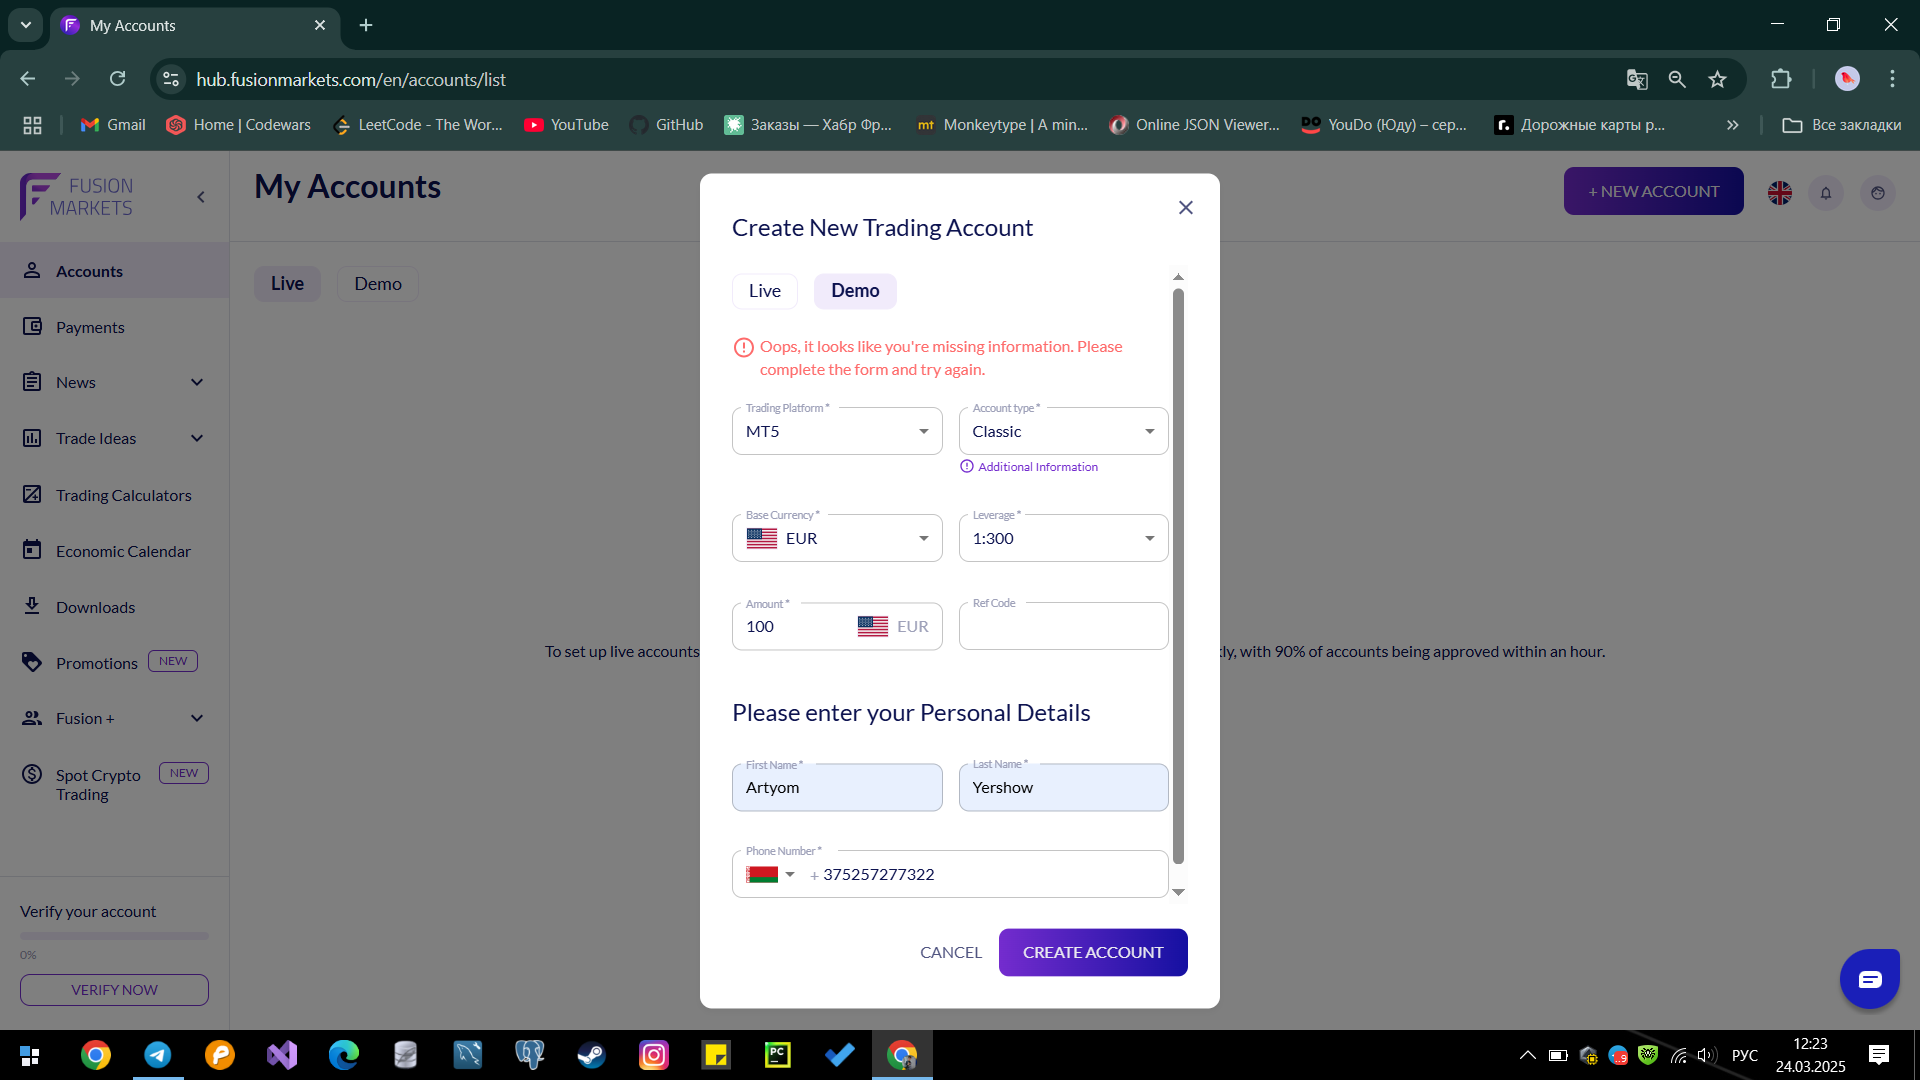 My Accounts
hub.fusionmarkets.com/en/accounts/list
Gmail
Home | Codewars
LeetCode - The Wor...
YouTube
GitHub
Заказы — Хабр Фр...
mt
Monkeytype | A min...
Online JSON Viewer...
DO
YouDo (Юду) – сер...
r.
Дорожные карты р...
»
Все закладки
FUSION
MARKETS
My Accounts
+ NEW ACCOUNT
Accounts
Payments
News
Trade Ideas
Trading Calculators
Economic Calendar
Downloads
Promotions
NEW
Fusion +
Spot Crypto
Trading
NEW
Verify your account
0%
VERIFY NOW
Live
Demo
To set up live accounts
ly, with 90% of accounts being approved within an hour.
Create New Trading Account
Live
Demo
Oops, it looks like you're missing information. Please
complete the form and try again.
Trading Platform *
MT5
Account type *
Classic
Additional Information
Base Currency *
EUR
Leverage *
1:300
Amount *
100
EUR
Ref Code
Please enter your Personal Details
First Name *
Artyom
Last Name *
Yershow
Phone Number *
+ 375257277322
CANCEL
CREATE ACCOUNT
PC
РУС
12:23
24.03.2025